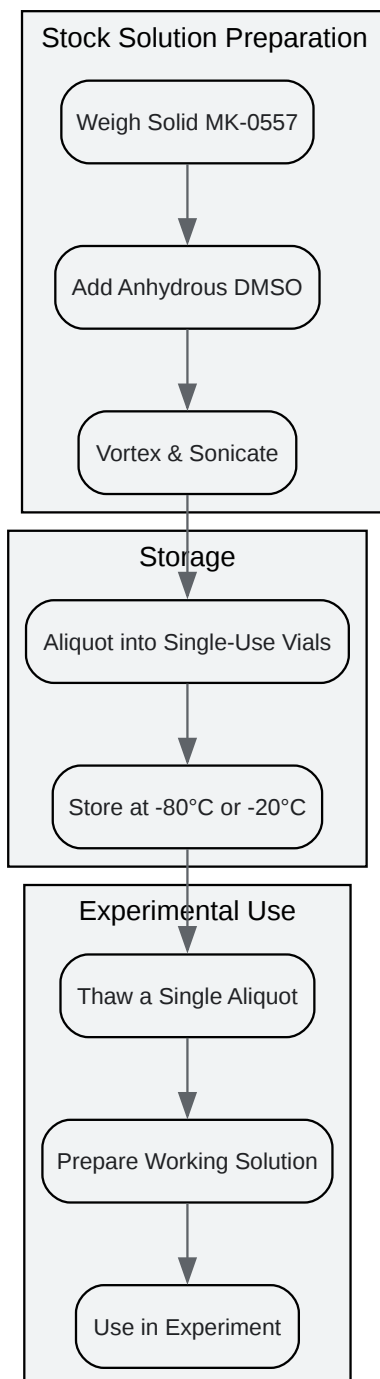 Stock Solution Preparation
Weigh Solid MK-0557
Add Anhydrous DMSO
Vortex & Sonicate
Storage
Aliquot into Single-Use Vials
Store at -80°C or -20°C
Experimental Use
Thaw a Single Aliquot
Prepare Working Solution
Use in Experiment